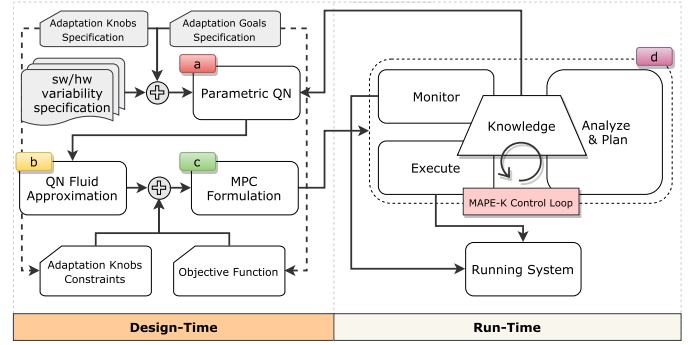 Adaptation Knobs
Specification
Adaptation Goals
Specification
a
sw/hw
variability
specification
Parametric QN
b
QN Fluid
Approximation
c
MPC
Formulation
Adaptation Knobs
Constraints
Objective Function
Design-Time
d
Monitor
Knowledge
Analyze
& Plan
Execute
MAPE-K Control Loop
Running System
Run-Time